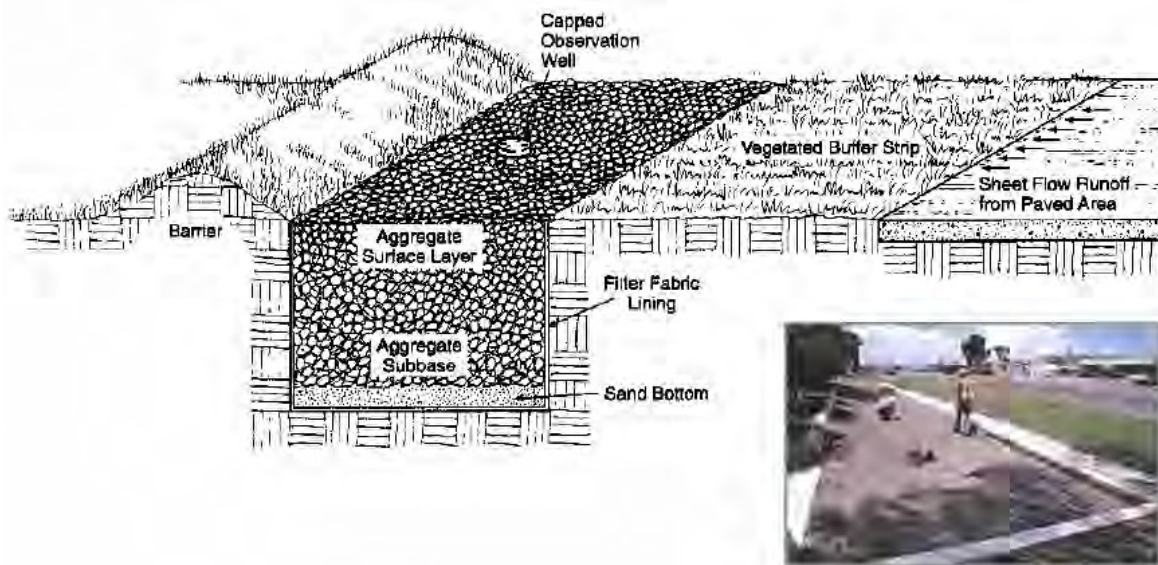 Capped
Observation
Well
Vegetated Buffer Strip
Sheet Flow Runoff
from Paved Area
Barrier
Aggregate
Surface Layer
Filter Fabric
Lining
Aggregate
Subbase
Sand Bottom